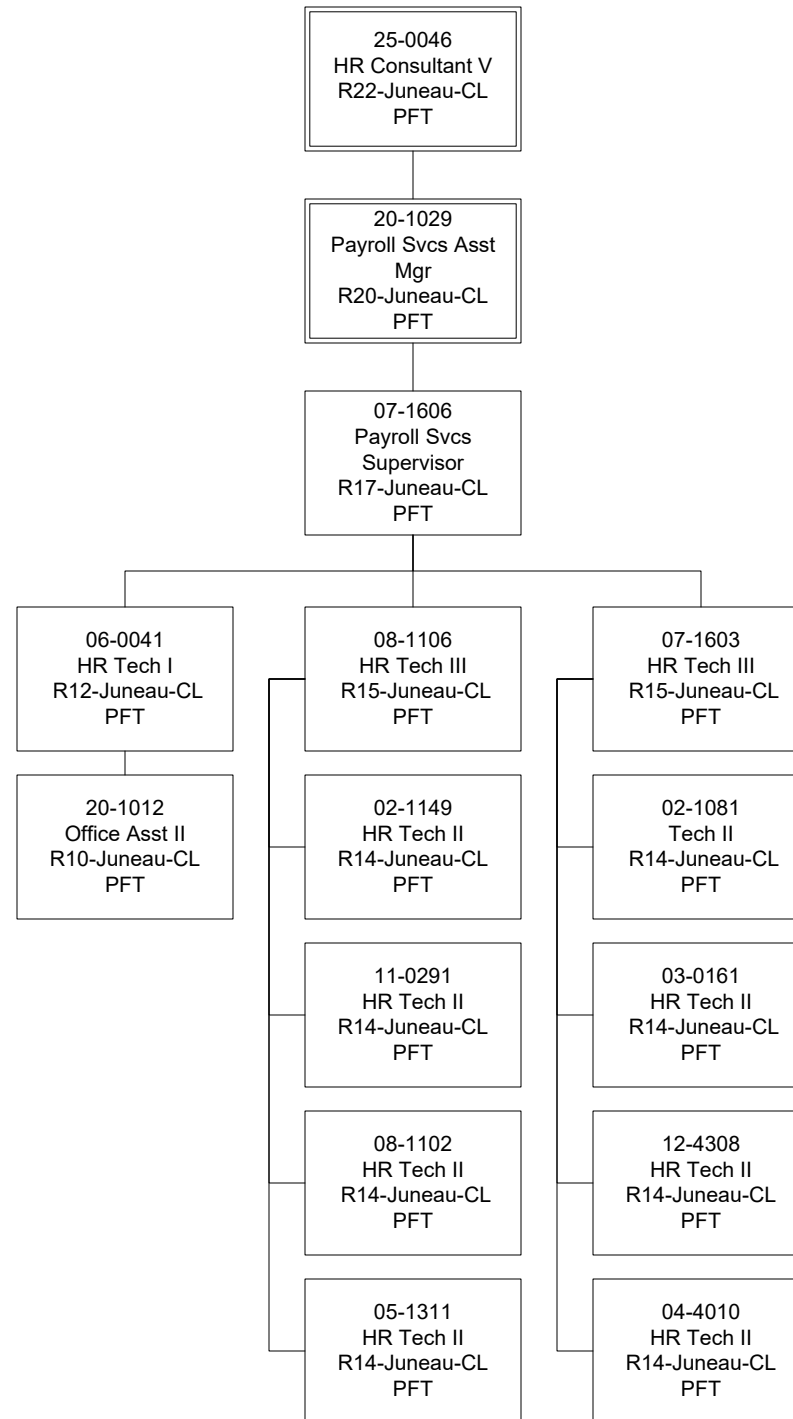 25-0046
HR Consultant V
R22-Juneau-CL
PFT
20-1029
Payroll Svcs Asst
Mgr
R20-Juneau-CL
PFT
07-1606
Payroll Svcs
Supervisor
R17-Juneau-CL
PFT
06-0041
HR Tech I
R12-Juneau-CL
PFT
20-1012
Office Asst II
R10-Juneau-CL
PFT
08-1106
HR Tech III
R15-Juneau-CL
PFT
02-1149
HR Tech II
R14-Juneau-CL
PFT
11-0291
HR Tech II
R14-Juneau-CL
PFT
08-1102
HR Tech II
R14-Juneau-CL
PFT
05-1311
HR Tech II
R14-Juneau-CL
PFT
07-1603
HR Tech III
R15-Juneau-CL
PFT
02-1081
Tech II
R14-Juneau-CL
PFT
03-0161
HR Tech II
R14-Juneau-CL
PFT
12-4308
HR Tech II
R14-Juneau-CL
PFT
04-4010
HR Tech II
R14-Juneau-CL
PFT